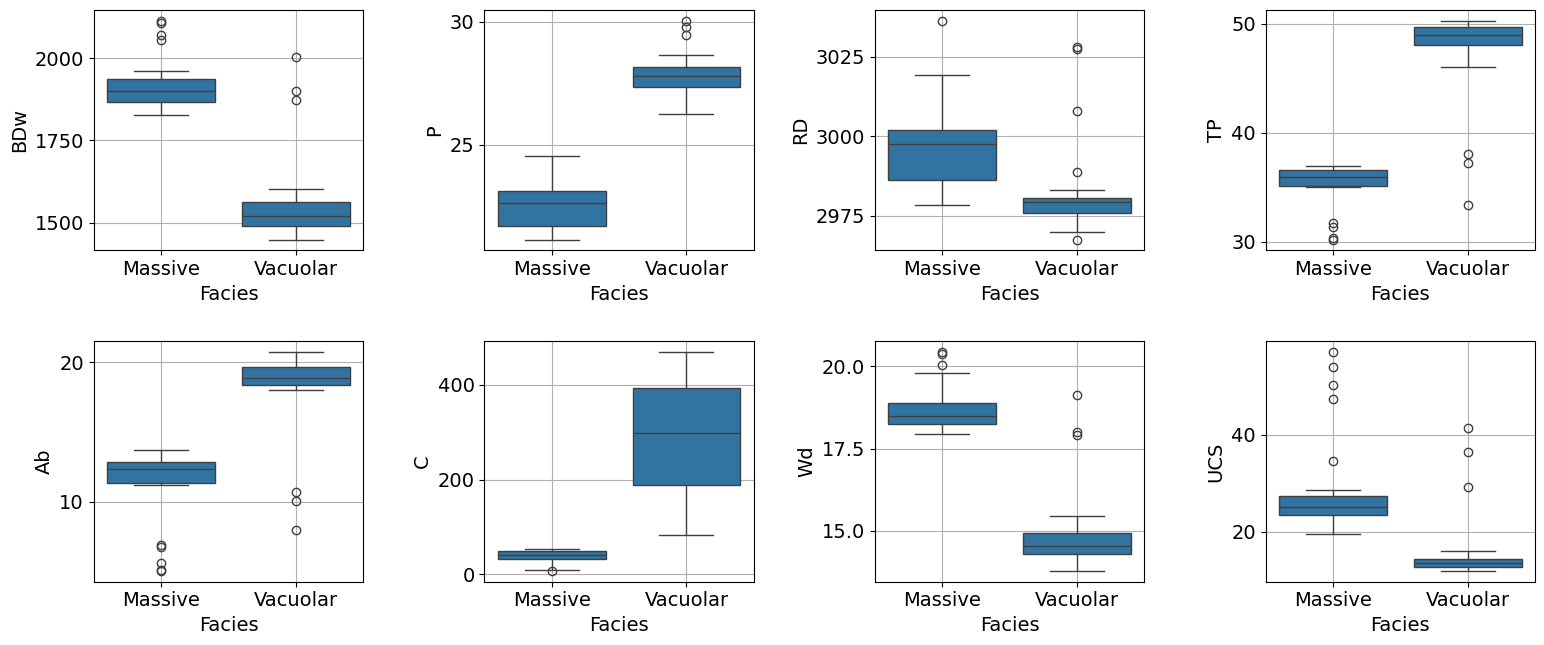 BDw
2000
1750
1500
Massive Vacuolar
Facies
P
30
25
Massive Vacuolar
Facies
RD
3025
3000
2975
Massive Vacuolar
Facies
TP
50
40
30
Massive Vacuolar
Facies
Ab
20
10
Massive Vacuolar
Facies
C
400
200
0
Massive Vacuolar
Facies
Wd
20.0
17.5
15.0
Massive Vacuolar
Facies
UCS
40
20
Massive Vacuolar
Facies